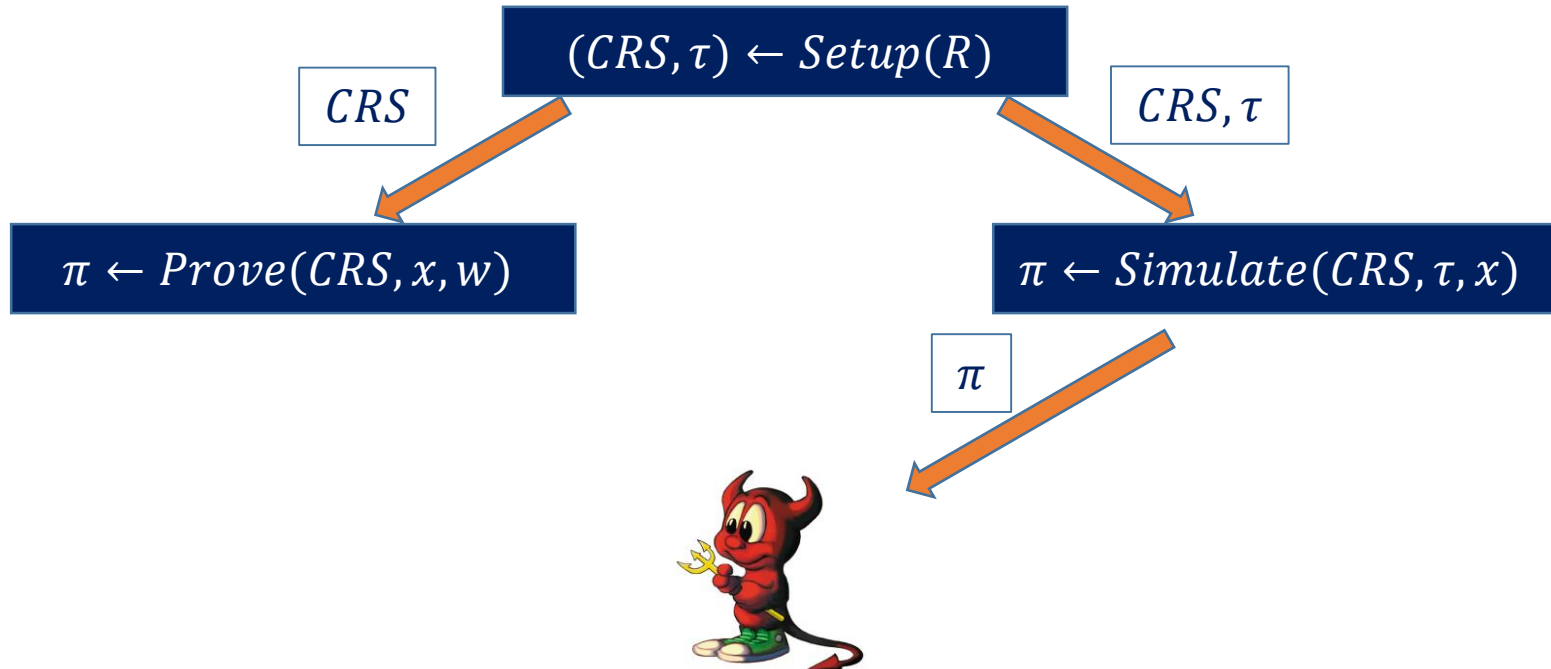 (CRS, τ) ← Setup(R)
CRS
CRS, τ
π ← Prove(CRS, x, w)
π ← Simulate(CRS, τ, x)
π